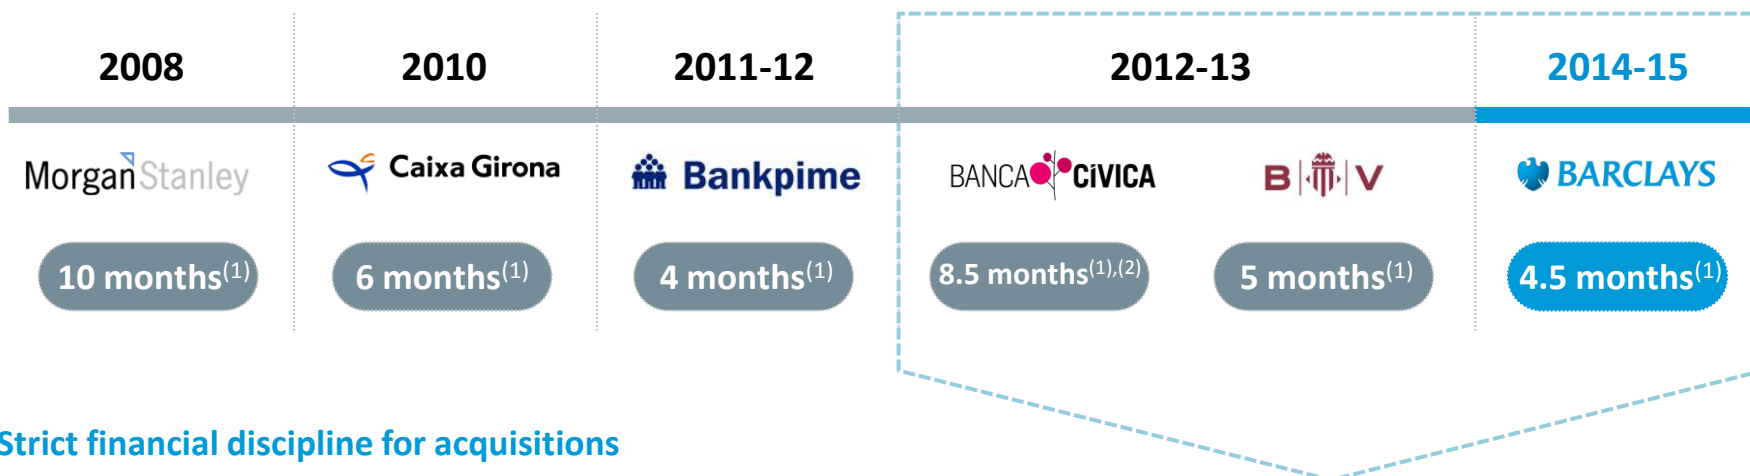 2008 2010 2011-12 2012-13 2014-15
Morgan Stanley Caixa Girona Bankpime BANCA CÍVICA B V BARCLAYS
10 months(1) 6 months(1) 4 months(1) 8.5 months(1),(2) 5 months(1) 4.5 months(1)
Strict financial discipline for acquisitions